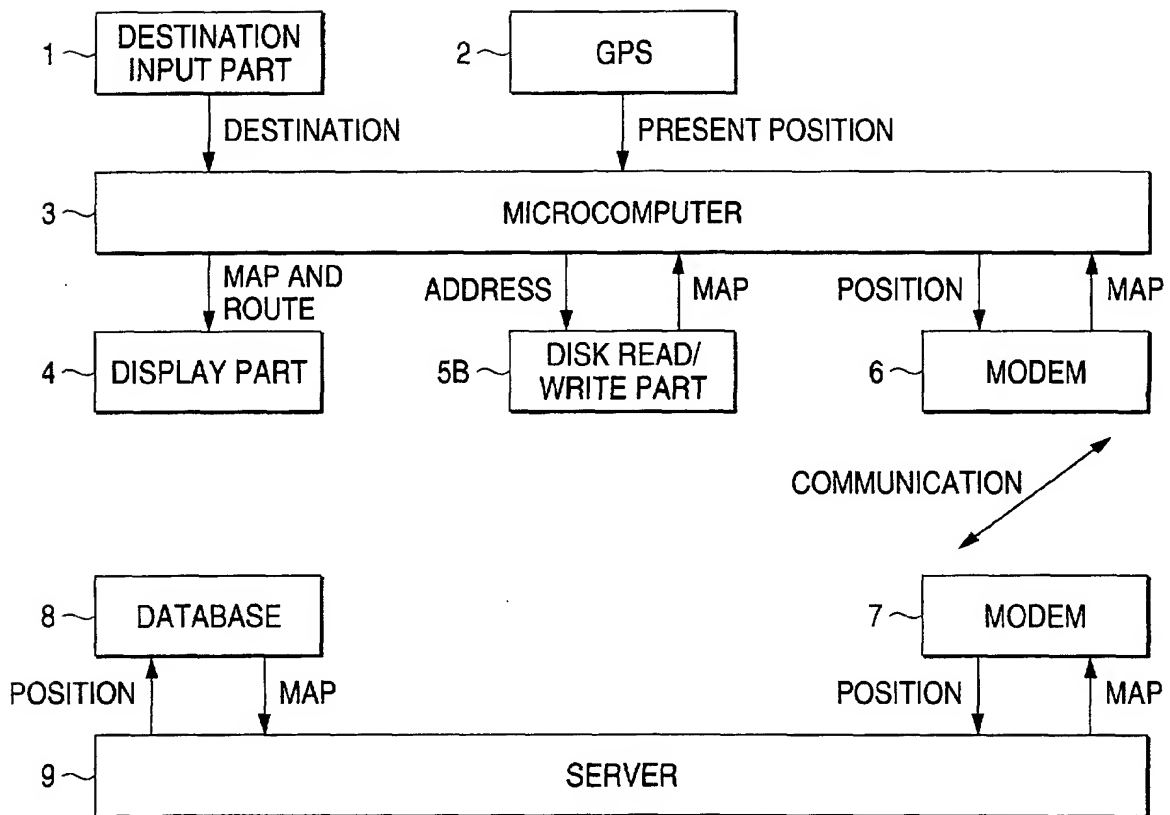 1
DESTINATION
INPUT PART
2
GPS
DESTINATION
PRESENT POSITION
3
MICROCOMPUTER
MAP AND
ROUTE
ADDRESS
MAP
POSITION
MAP
4
DISPLAY PART
5B
DISK READ/
WRITE PART
6
MODEM
COMMUNICATION
8
DATABASE
7
MODEM
POSITION
MAP
POSITION
MAP
9
SERVER